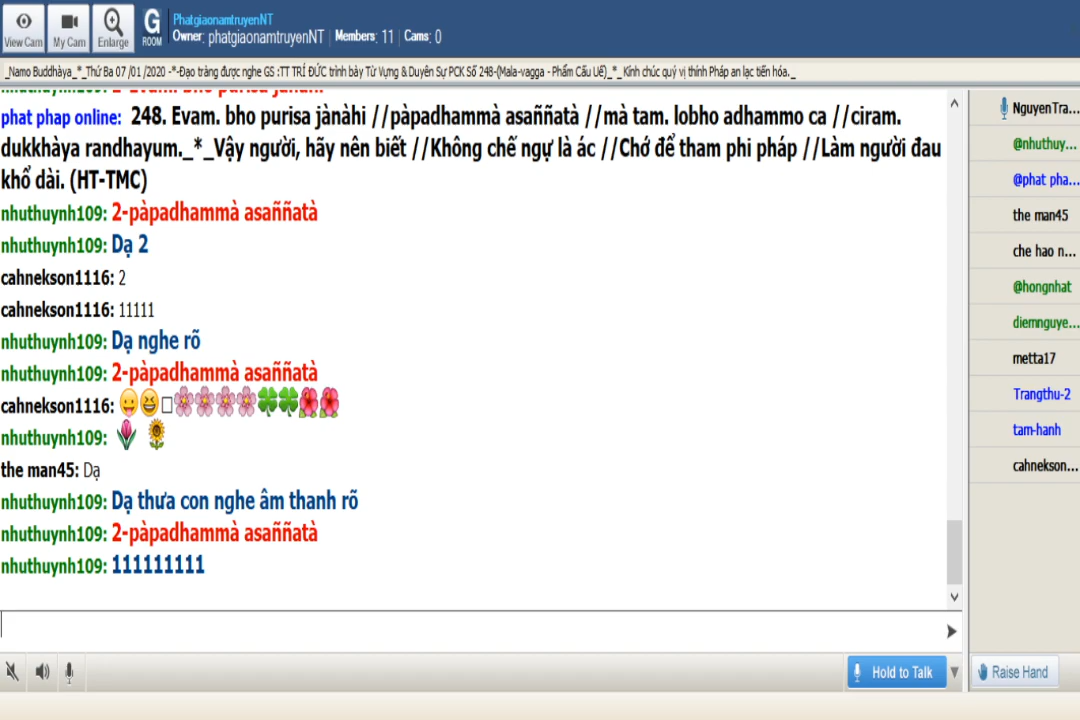 View Cam My Cam Enlarge G ROOM PhatgiaonamtruyenNT
Owner: phatgiaonamtruyenNT | Members: 11 | Cams: 0
_Namo Buddhàya_*_Thứ Ba 07 /01 /2020 -*-Đạo tràng được nghe GS :TT TRÍ ĐỨC trình bày Từ Vựng & Duyên Sự PCK Số 248-(Mala-vagga - Phẩm Cấu Uế)_*_ Kính chúc quý vị thính Pháp an lạc tiến hóa._
phat phap online: 248. Evam. bho purisa jànàhi //pàpadhammà asaññatà //mà tam. lobho adhammo ca //ciram.
dukkhàya randhayum._*_Vậy người, hãy nên biết //Không chế ngự là ác //Chớ để tham phi pháp //Làm người đau
khổ dài. (HT-TMC)
nhuthuynh109: 2-pàpadhammà asaññatà
nhuthuynh109: Dạ 2
cahnekson1116: 2
cahnekson1116: 11111
nhuthuynh109: Dạ nghe rõ
nhuthuynh109: 2-pàpadhammà asaññatà
cahnekson1116:
nhuthuynh109:
the man45: Dạ
nhuthuynh109: Dạ thưa con nghe âm thanh rõ
nhuthuynh109: 2-pàpadhammà asaññatà
nhuthuynh109: 111111111
NguyenTra...
@nhuthuy...
@phat pha...
the man45
che hao n...
@hongnhat
diemnguye...
metta17
Trangthu-2
tam-hanh
cahnekson...
Hold to Talk
Raise Hand